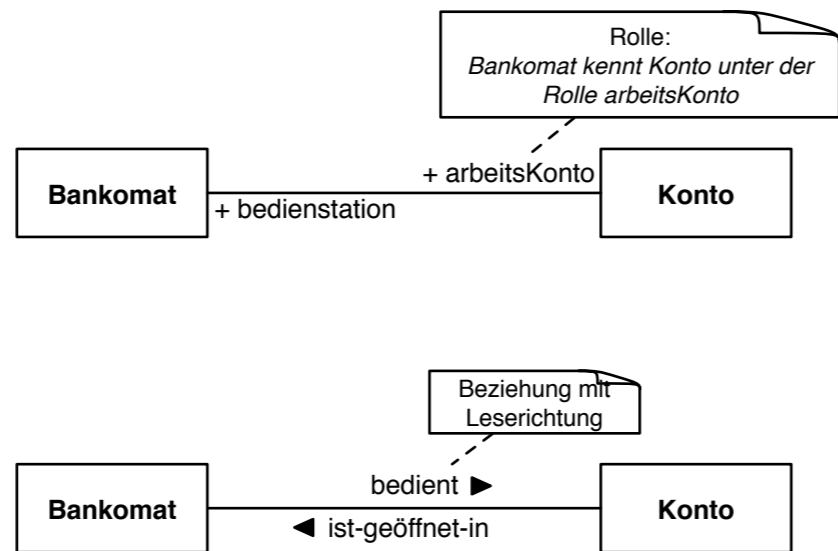 Rolle:
Bankomat kennt Konto unter der
Rolle arbeitsKonto
Bankomat
+ arbeitsKonto
+ bedienstation
Konto
Beziehung mit
Leserichtung
Bankomat
bedient ►
◄ ist-geöffnet-in
Konto